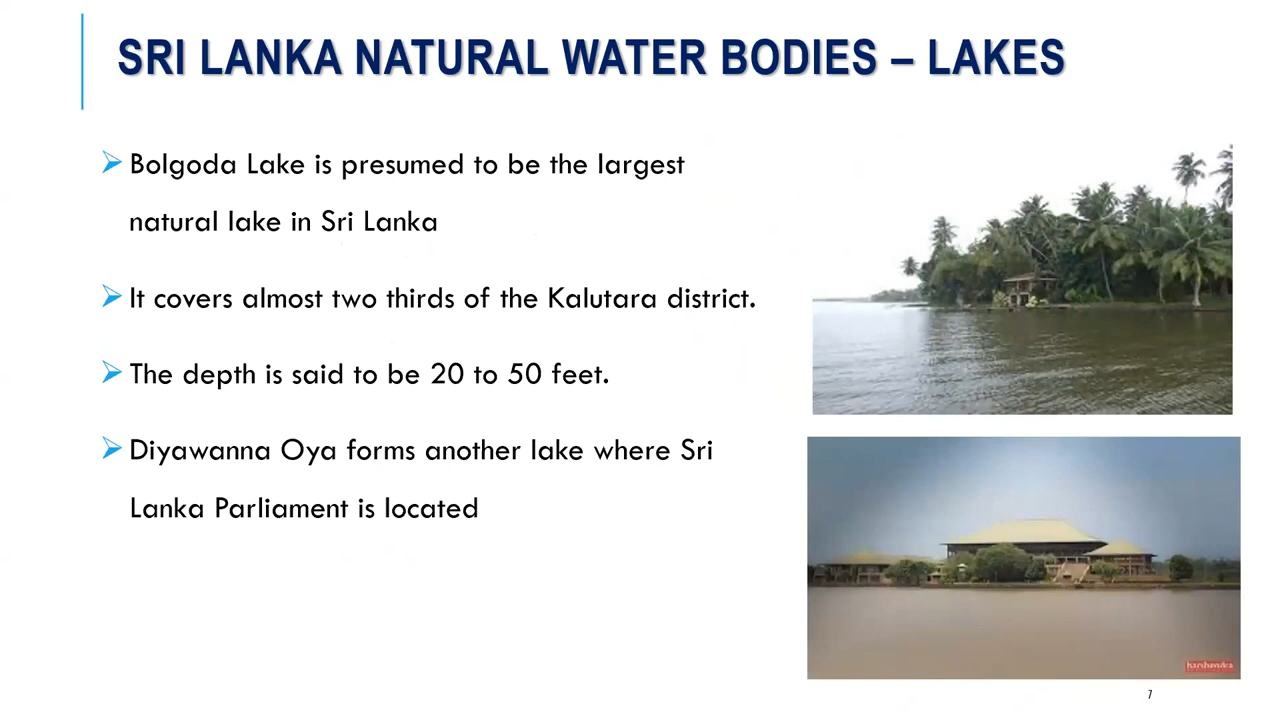 SRI LANKA NATURAL WATER BODIES – LAKES
Bolgoda Lake is presumed to be the largest
natural lake in Sri Lanka
It covers almost two thirds of the Kalutara district.
The depth is said to be 20 to 50 feet.
Diyawanna Oya forms another lake where Sri
Lanka Parliament is located
7